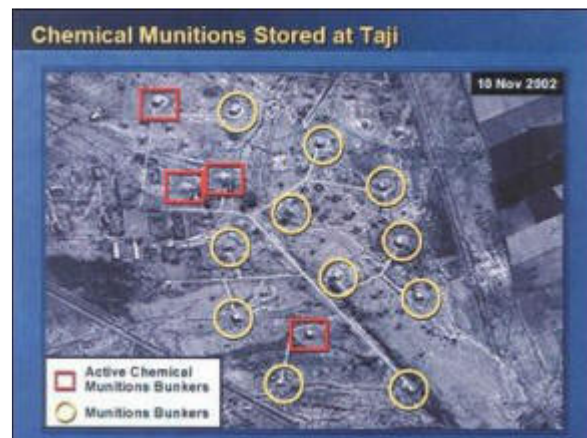 Chemical Munitions Stored at Taji
10 Nov 2002
Active Chemical
Munitions Bunkers
Munitions Bunkers